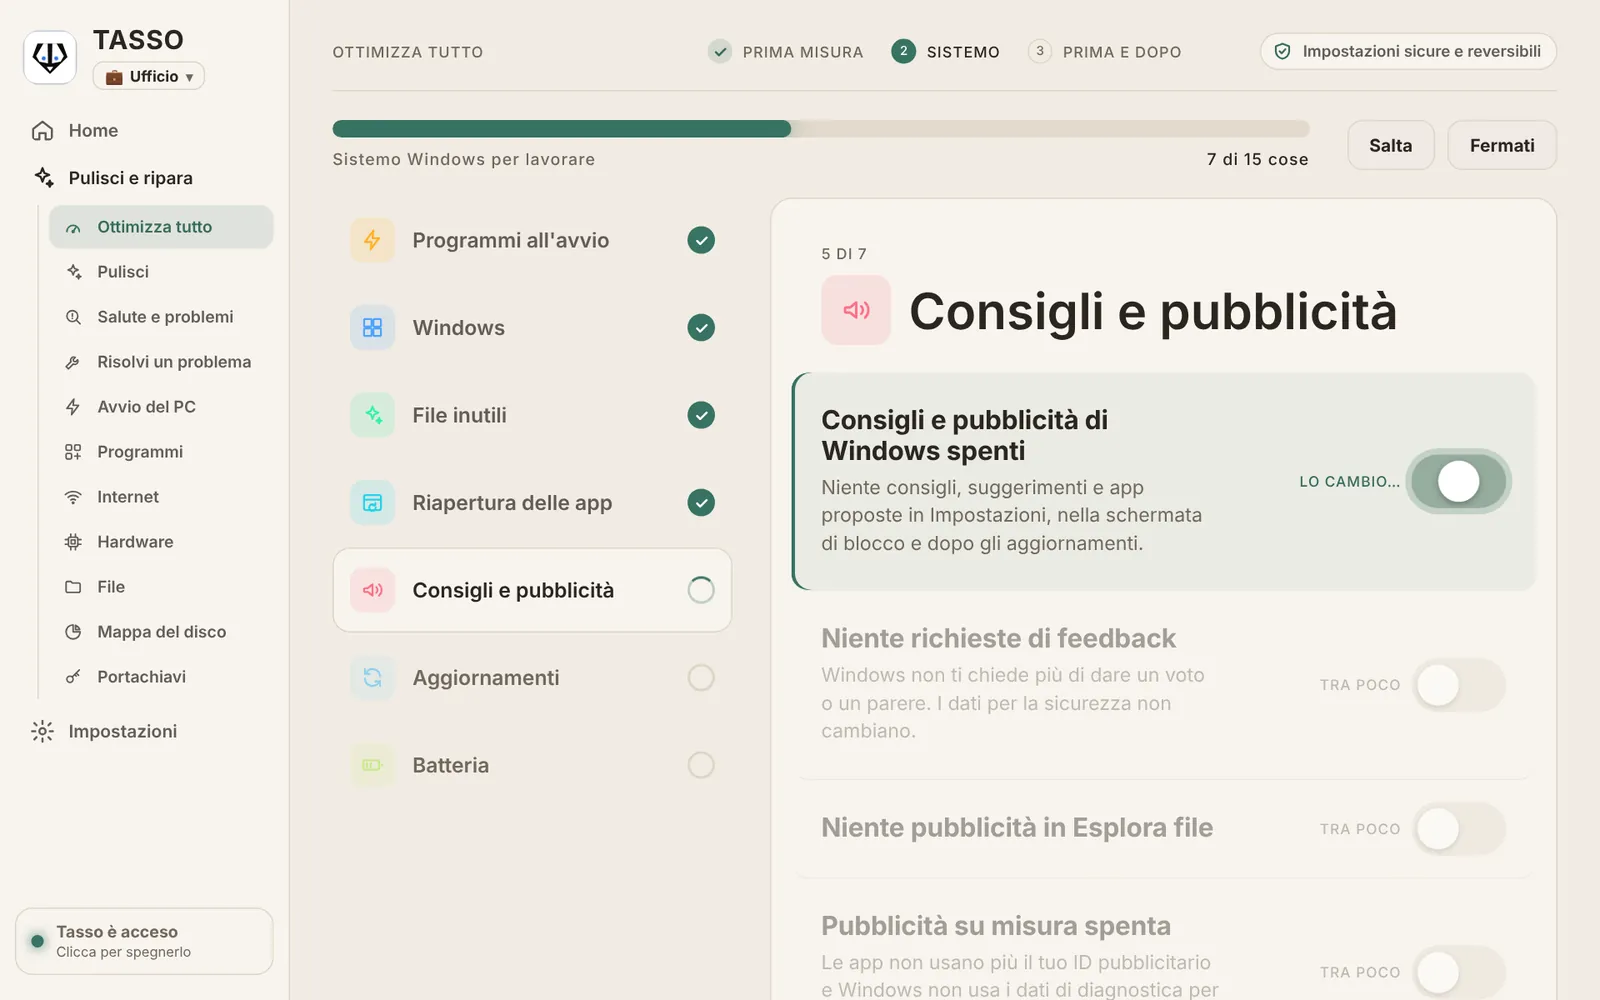 TASSO
Ufficio
Home
Pulisci e ripara
Ottimizza tutto
Pulisci
Salute e problemi
Risolvi un problema
Avvio del PC
Programmi
Internet
Hardware
File
Mappa del disco
Portachiavi
Impostazioni
Tasso è acceso
Clicca per spegnerlo
OTTIMIZZA TUTTO
PRIMA MISURA
2 SISTEMO
3 PRIMA E DOPO
Impostazioni sicure e reversibili
Sistemo Windows per lavorare
7 di 15 cose
Salta
Fermati
Programmi all'avvio
Windows
File inutili
Riapertura delle app
Consigli e pubblicità
Aggiornamenti
Batteria
5 DI 7
Consigli e pubblicità
Consigli e pubblicità di
Windows spenti
Niente consigli, suggerimenti e app
proposte in Impostazioni, nella schermata
di blocco e dopo gli aggiornamenti.
LO CAMBIO...
Niente richieste di feedback
Windows non ti chiede più di dare un voto
o un parere. I dati per la sicurezza non
cambiano.
TRA POCO
Niente pubblicità in Esplora file
TRA POCO
Pubblicità su misura spenta
Le app non usano più il tuo ID pubblicitario
e Windows non usa i dati di diagnostica per
TRA POCO